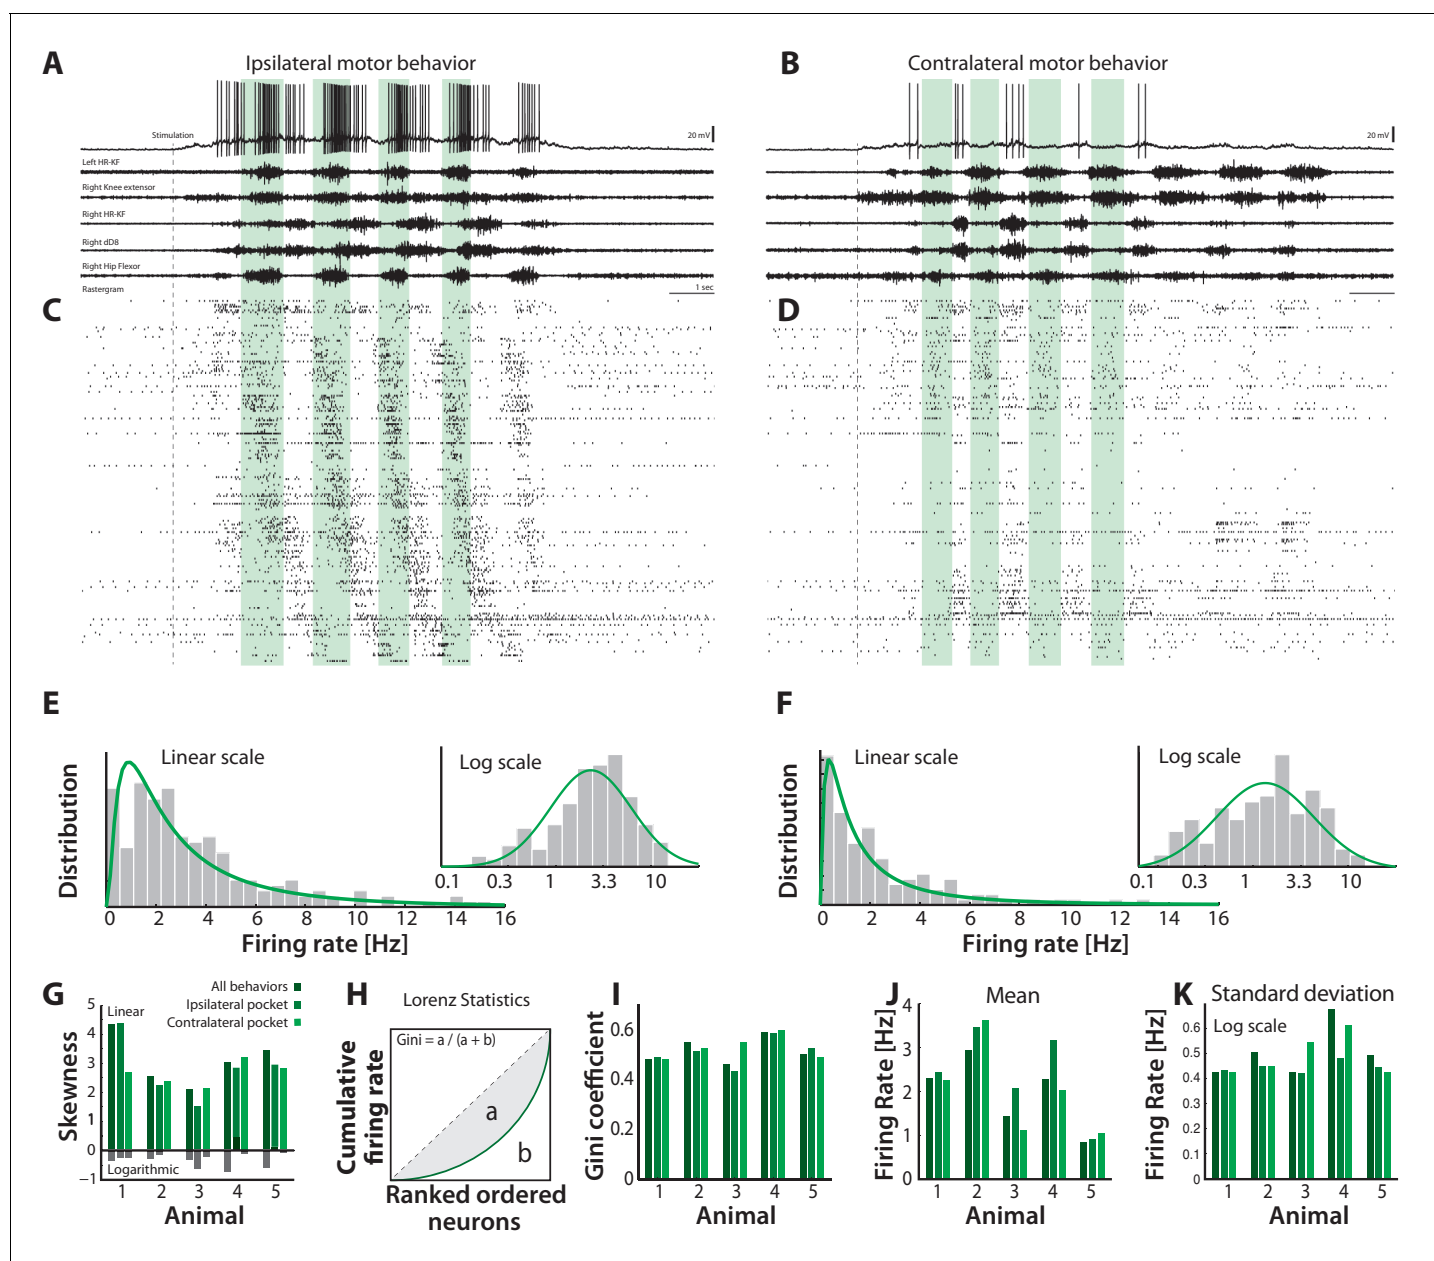 A
Ipsilateral motor behavior
B
Contralateral motor behavior
Stimulation
20 mV
20 mV
Left HR-KF
Right Knee extensor
Right HR-KF
Right dD8
Right Hip Flexor
Rastergram
1 sec
C
D
E
Linear scale
Log scale
Distribution
0.1 0.3 1 3.3 10
0 2 4 6 8 10 12 14 16
Firing rate [Hz]
F
Linear scale
Log scale
Distribution
0.1 0.3 1 3.3 10
0 2 4 6 8 10 12 14 16
Firing rate [Hz]
G
All behaviors
Ipsilateral pocket
Contralateral pocket
Linear
Logarithmic
Skewness
5
4
3
2
1
0
−1
1 2 3 4 5
Animal
H
Lorenz Statistics
Gini = a / (a + b)
a
b
Cumulative
firing rate
Ranked ordered
neurons
I
Gini coefficient
0.6
0.4
0.2
0
1 2 3 4 5
Animal
J
Mean
Firing Rate [Hz]
4
3
2
1
0
1 2 3 4 5
Animal
K
Standard deviation
Log scale
Firing Rate [Hz]
0.6
0.5
0.4
0.3
0.2
0.1
0
1 2 3 4 5
Animal